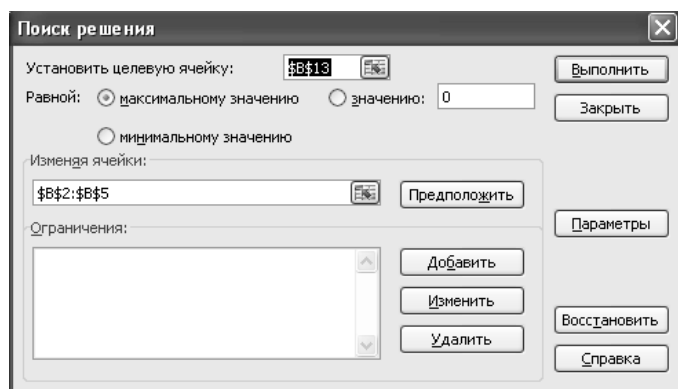 Поиск решения
Установить целевую ячейку: $B$13
Выполнить
Равной: максимальному значению значению: 0
Закрыть
минимальному значению
Изменяя ячейки:
$B$2:$B$5
Предположить
Ограничения:
Параметры
Добавить
Изменить
Удалить
Восстановить
Справка